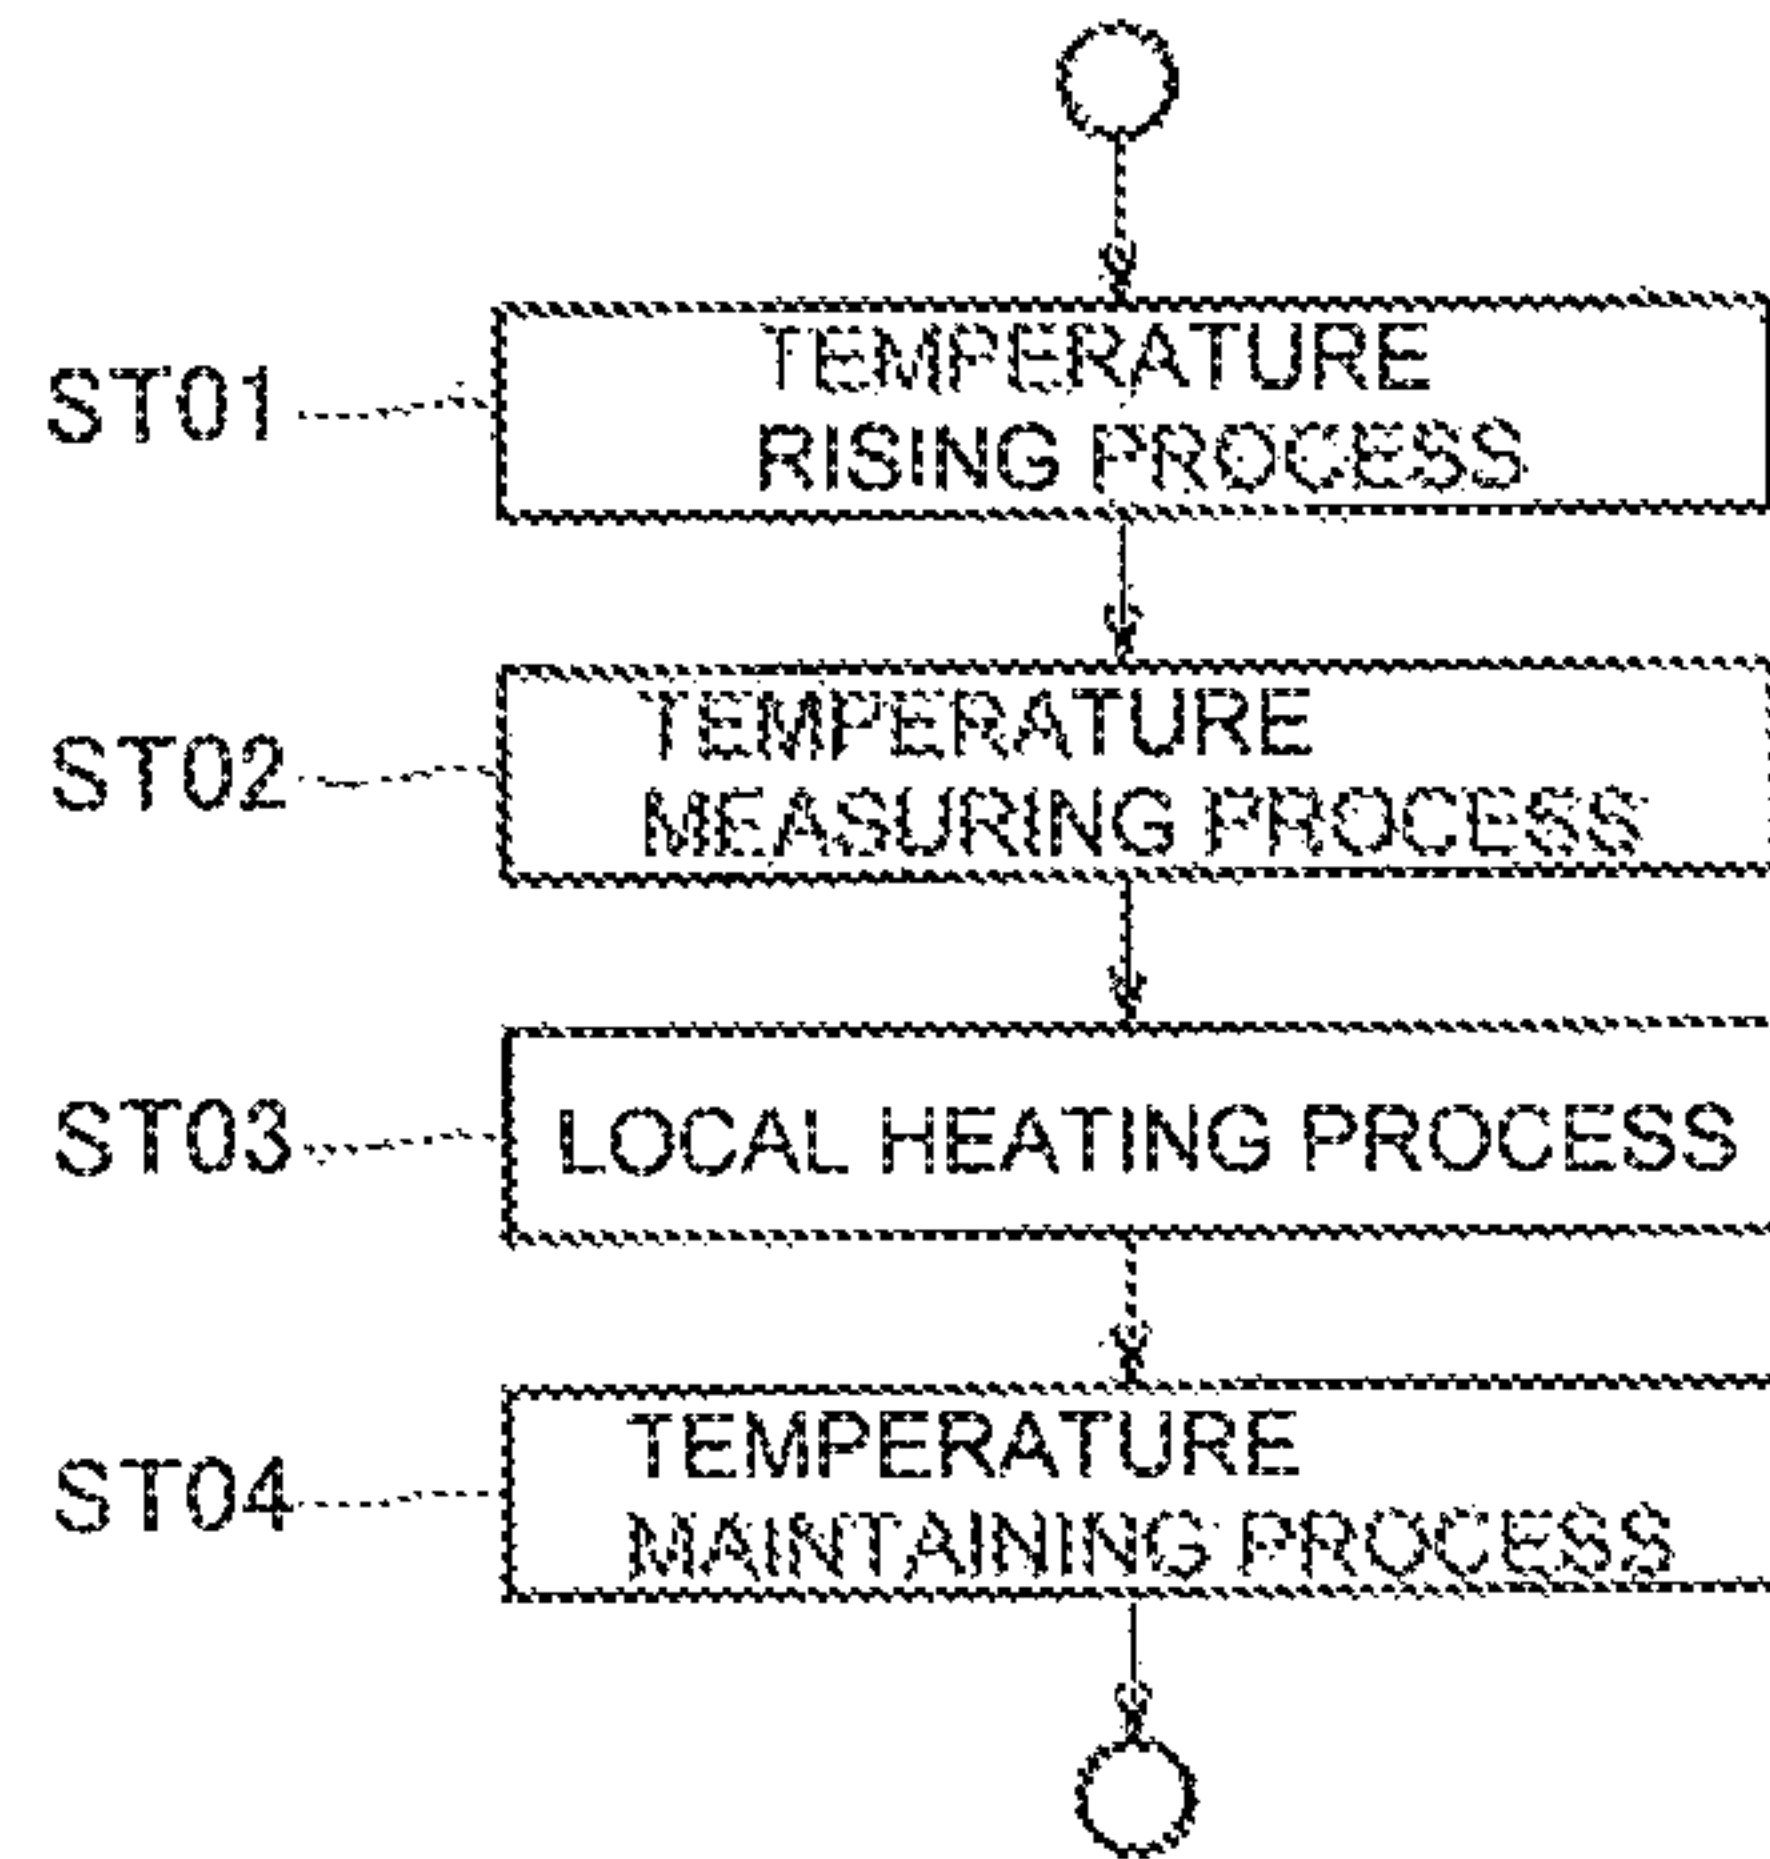 ST01
TEMPERATURE
RISING PROCESS
ST02
TEMPERATURE
MEASURING PROCESS
ST03
LOCAL HEATING PROCESS
ST04
TEMPERATURE
MAINTAINING PROCESS